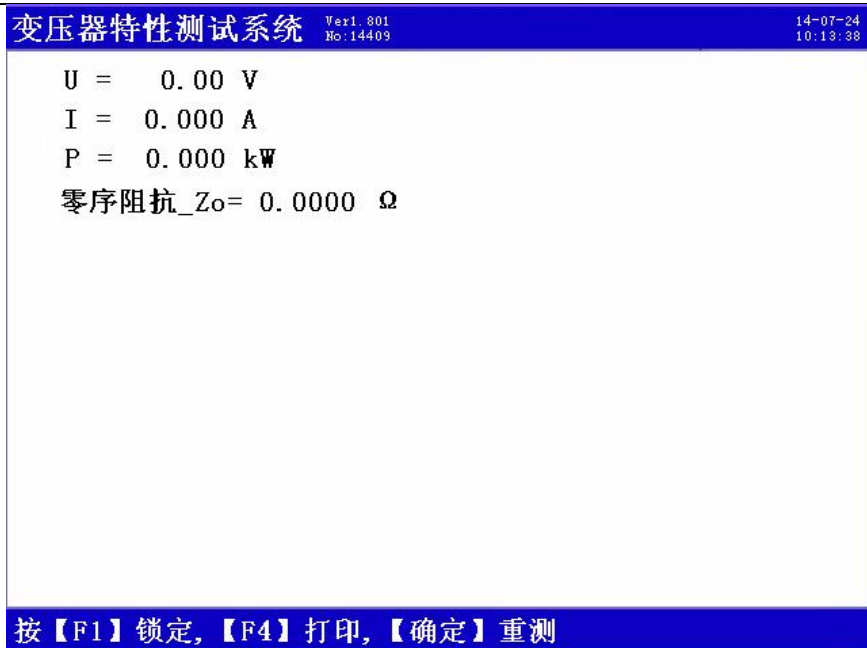 变压器特性测试系统 Ver1.801
No:14409
14-07-24
10:13:38
U = 0.00 V
I = 0.000 A
P = 0.000 kW
零序阻抗_Zo= 0.0000 Ω
按【F1】锁定,【F4】打印,【确定】重测